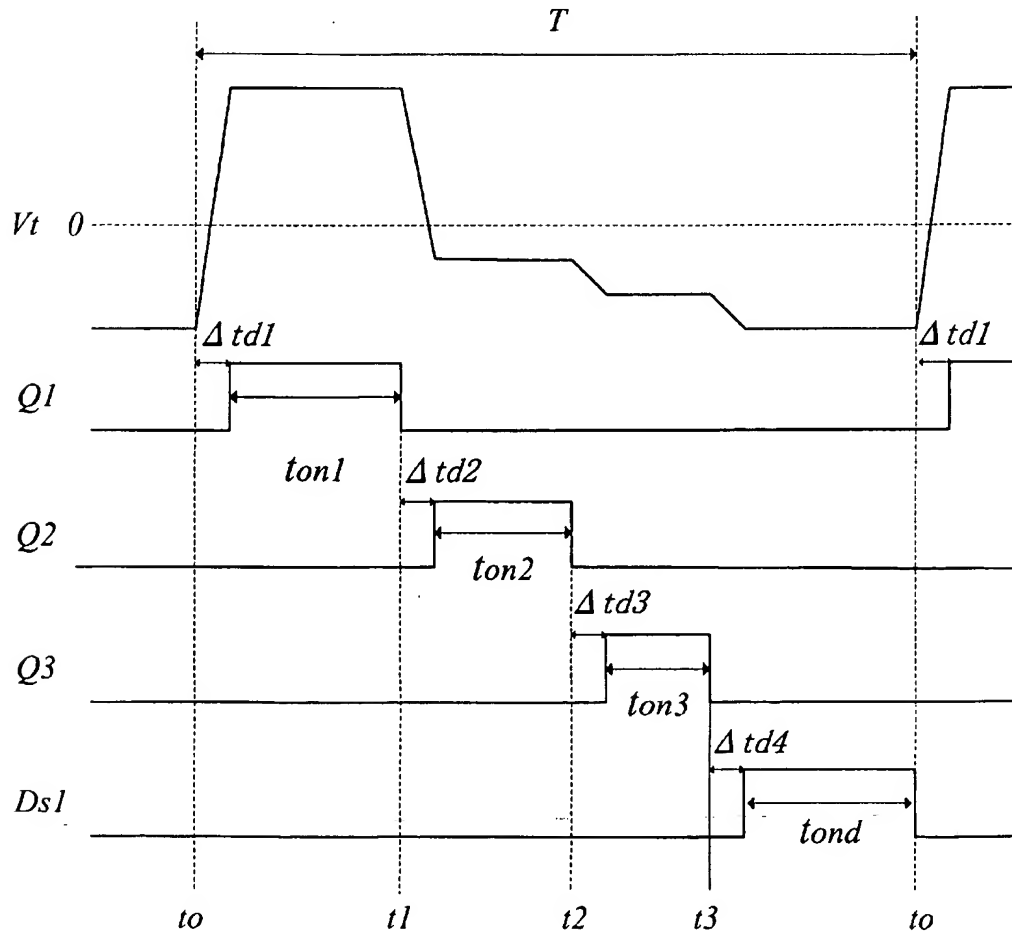 T
Vt 0
Δ td1 Δ td1
Q1
ton1
Δ td2
Q2
ton2
Δ td3
Q3
ton3
Δ td4
Ds1
tond
to t1 t2 t3 to